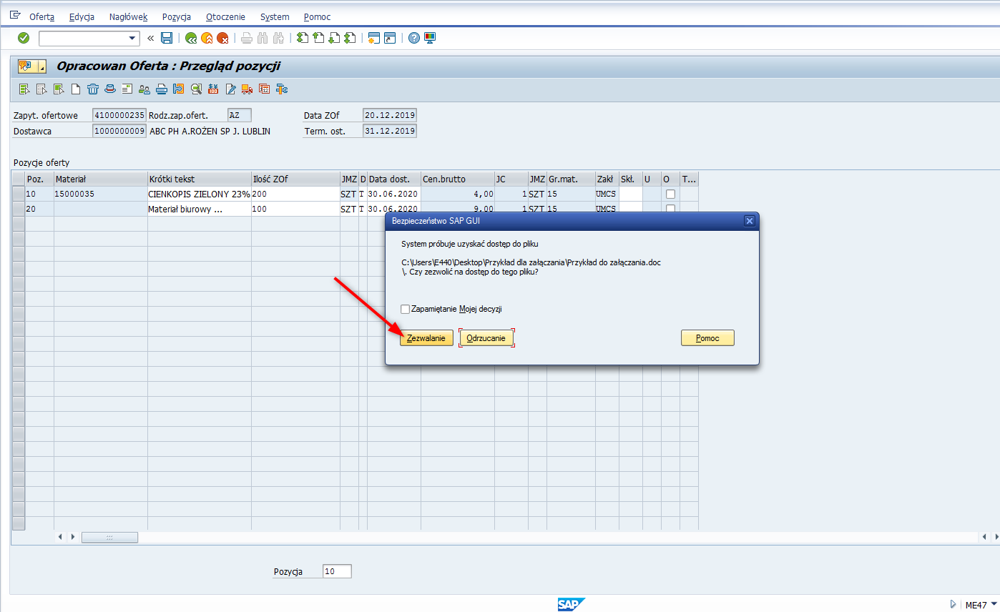 Oferta Edycja Nagłówek Pozycja Otoczenie System Pomoc
Opracowan Oferta : Przegląd pozycji
Zapyt. ofertowe 4100000235 Rodz.zap.ofert. AZ Data ZOf 20.12.2019
Dostawca 1000000009 ABC PH A.ROŻEN SP J. LUBLIN Term. ost. 31.12.2019
Pozycje oferty
Poz. Materiał Krótki tekst Ilość ZOf JMZ D Data dost. Cen.brutto JC JMZ Gr.mat. Zakł Skł. U O T...
10 15000035 CIENKOPIS ZIELONY 23% 200 SZT T 30.06.2020 4,00 1 SZT 15 UMCS
20 Materiał biurowy ... 100 SZT T 30.06.2020 9,00 1 SZT 15 UMCS
Bezpieczeństwo SAP GUI
System próbuje uzyskać dostęp do pliku
C:\Users\E440\Desktop\Przykład dla załączania\Przykład do załączania.doc
\. Czy zezwolić na dostęp do tego pliku?
Zapamiętanie Mojej decyzji
Zezwalanie Odrzucanie Pomoc
Pozycja 10
SAP ME47